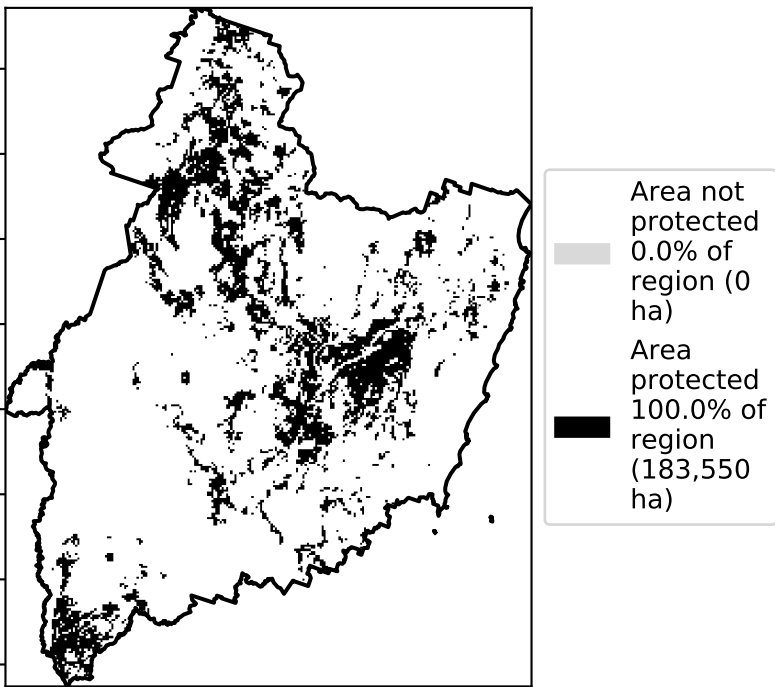 Area not
protected
0.0% of
region (0
ha)
Area
protected
100.0% of
region
(183,550
ha)